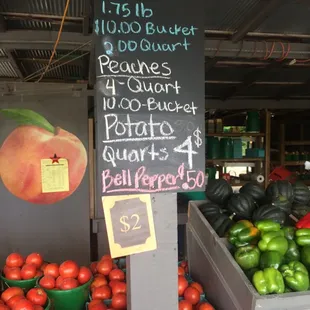 1.75 lb
$10.00 Bucket
2.00 Quart
Peaches
4-Quart
10.00-Bucket
Potato
Quarts 4$
Bell Pepper $.50
$2